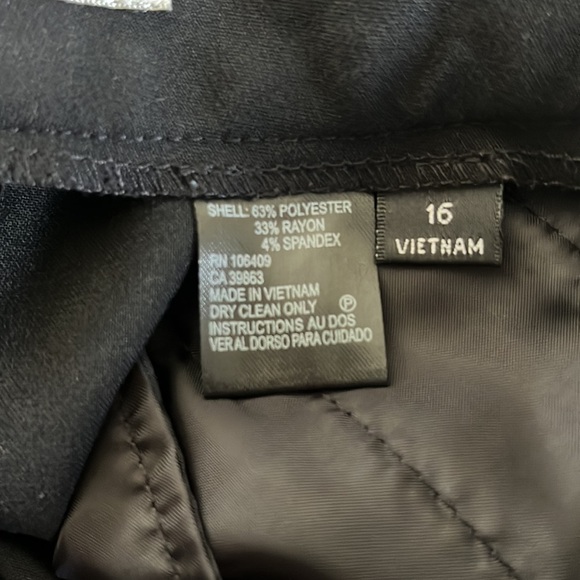 SHELL: 63% POLYESTER
33% RAYON
4% SPANDEX
RN 106409
CA 39663
MADE IN VIETNAM
DRY CLEAN ONLY Ⓟ
INSTRUCTIONS AU DOS
VER AL DORSO PARA CUIDADO
16
VIETNAM